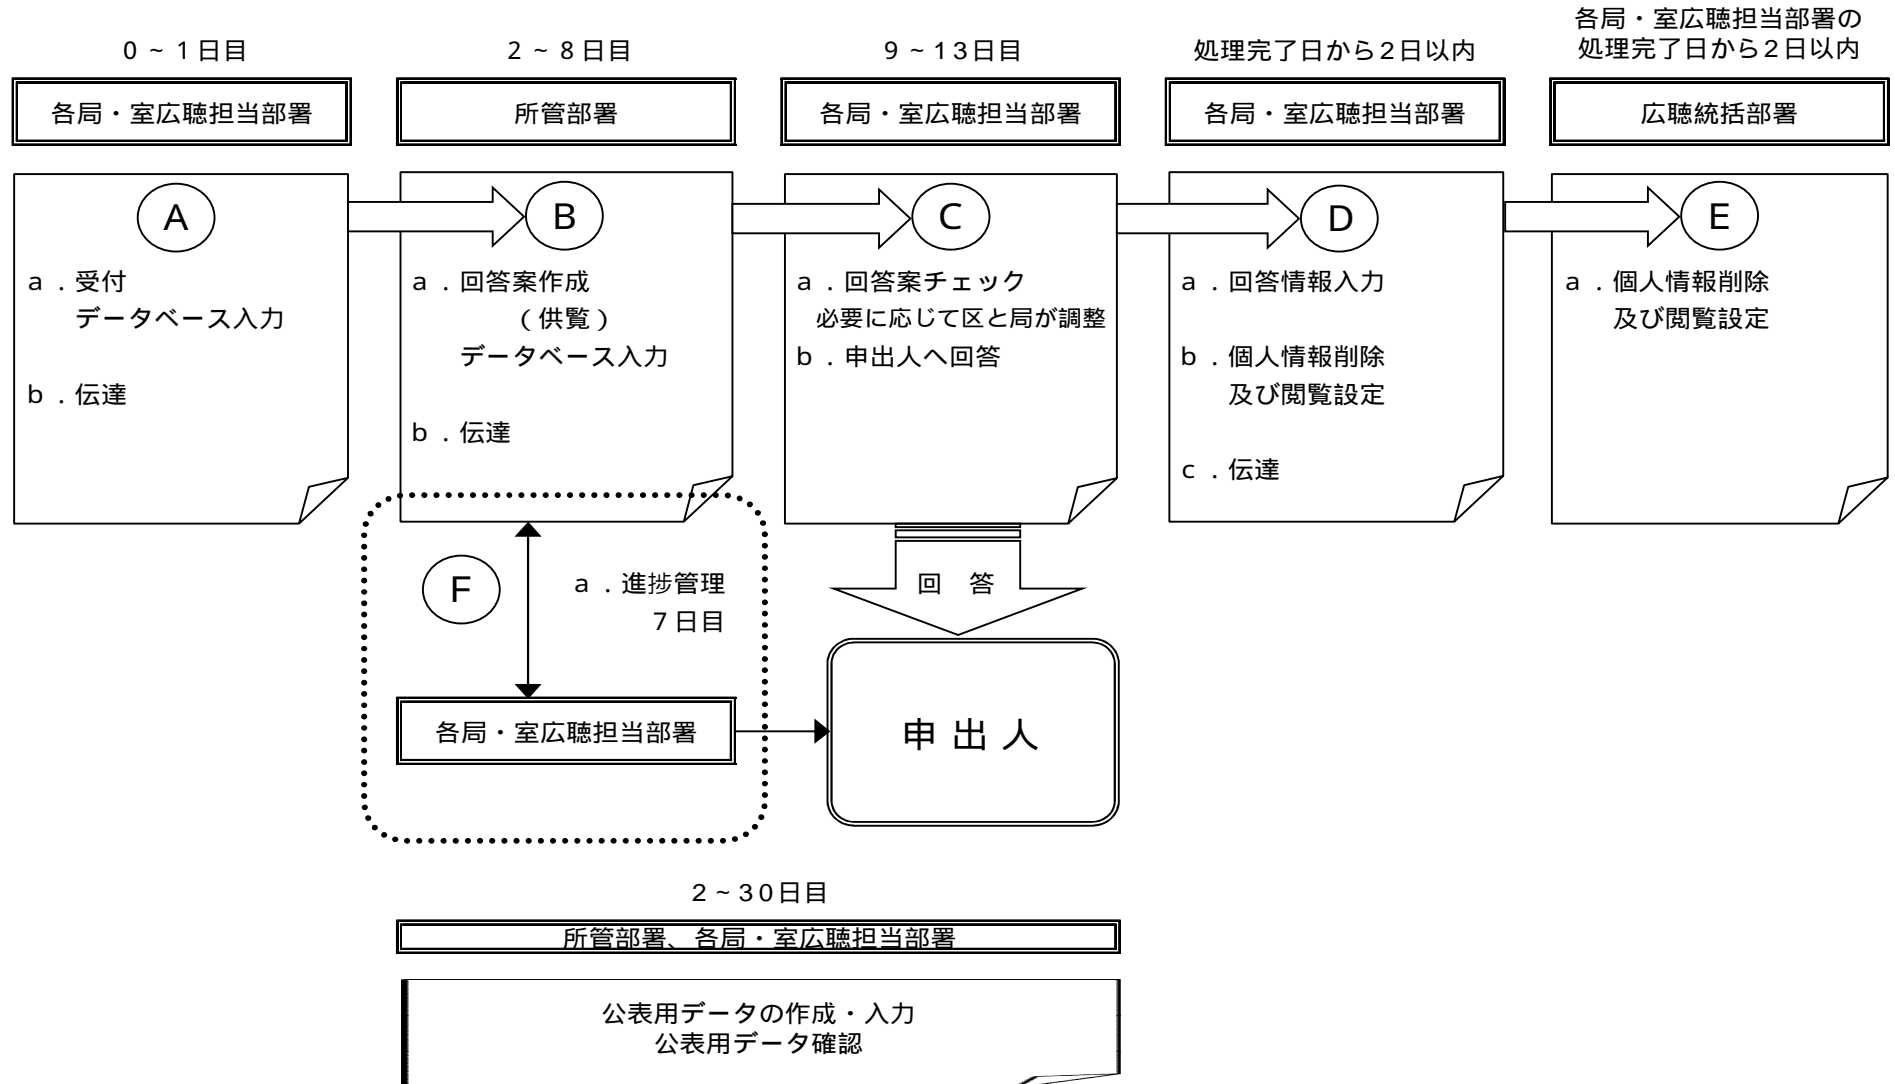 0～1日目
各局・室広聴担当部署
A
a．受付
データベース入力
b．伝達
2～8日目
所管部署
B
a．回答案作成
（供覧）
データベース入力
b．伝達
9～13日目
各局・室広聴担当部署
C
a．回答案チェック
必要に応じて区と局が調整
b．申出人へ回答
処理完了日から2日以内
各局・室広聴担当部署
D
a．回答情報入力
b．個人情報削除
及び閲覧設定
c．伝達
各局・室広聴担当部署の
処理完了日から2日以内
広聴統括部署
E
a．個人情報削除
及び閲覧設定
F
a．進捗管理
7日目
各局・室広聴担当部署
回　答
申出人
2～30日目
所管部署、各局・室広聴担当部署
公表用データの作成・入力
公表用データ確認